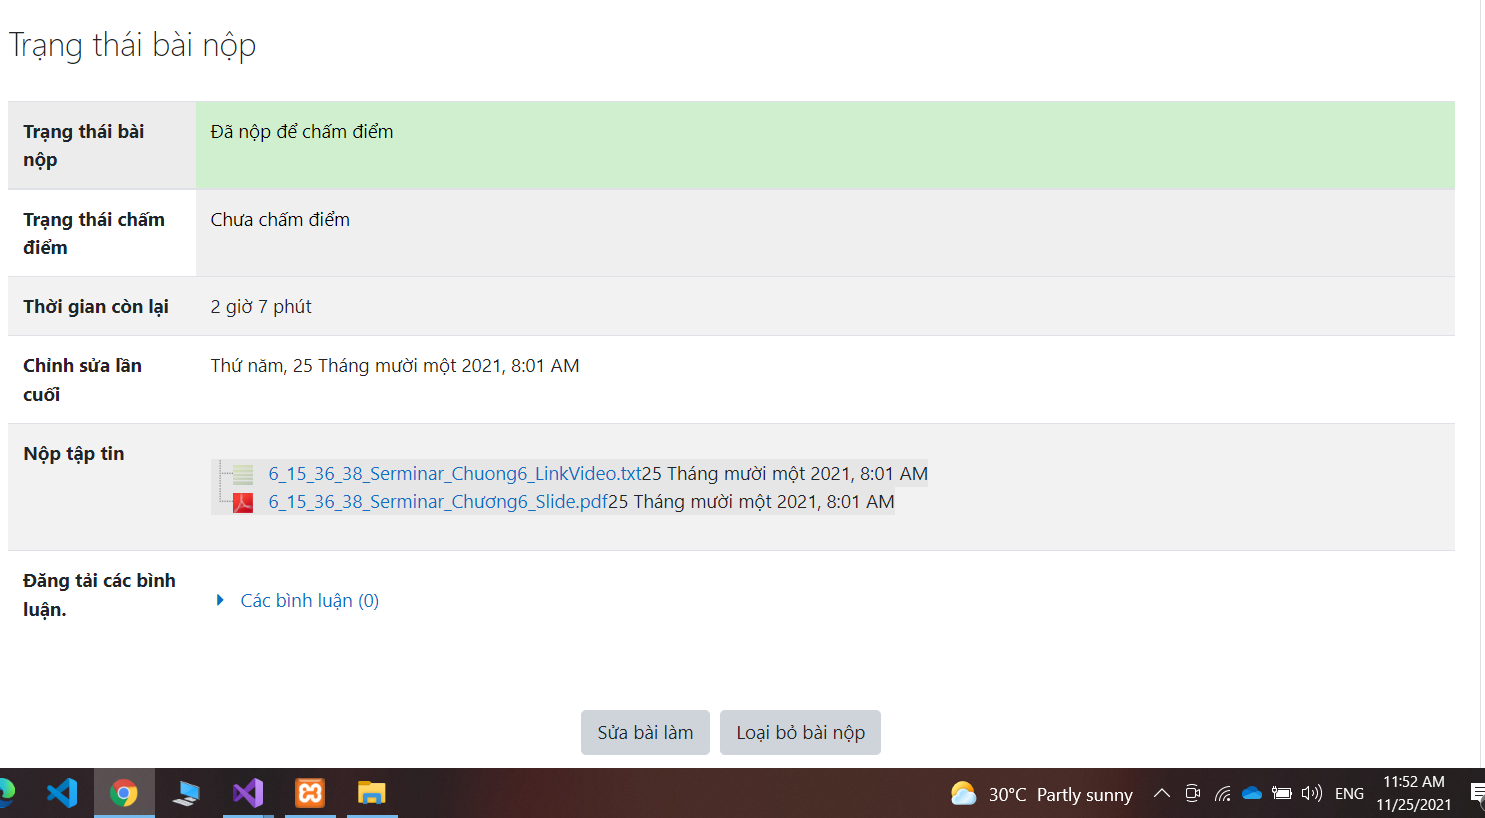 Trạng thái bài nộp
Trạng thái bài
nộp
Đã nộp để chấm điểm
Trạng thái chấm
điểm
Chưa chấm điểm
Thời gian còn lại
2 giờ 7 phút
Chỉnh sửa lần
cuối
Thứ năm, 25 Tháng mười một 2021, 8:01 AM
Nộp tập tin
6_15_36_38_Serminar_Chuong6_LinkVideo.txt25 Tháng mười một 2021, 8:01 AM
6_15_36_38_Serminar_Chương6_Slide.pdf25 Tháng mười một 2021, 8:01 AM
Đăng tải các bình
luận.
Các bình luận (0)
Sửa bài làm
Loại bỏ bài nộp
30°C Partly sunny
ENG
11:52 AM
11/25/2021